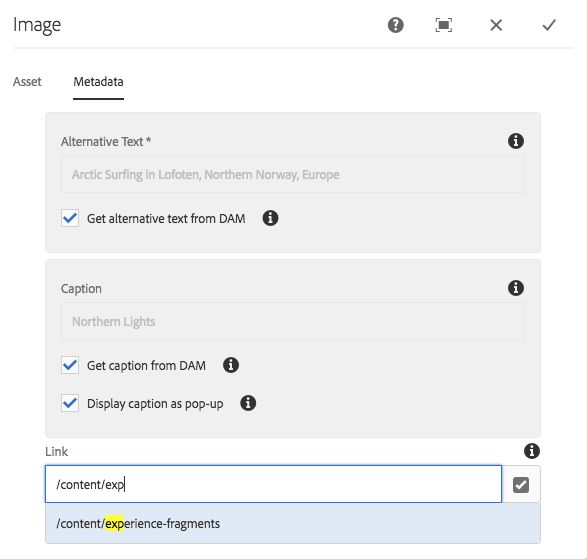 Image
Asset Metadata
Alternative Text *
Arctic Surfing in Lofoten, Northern Norway, Europe
Get alternative text from DAM
Caption
Northern Lights
Get caption from DAM
Display caption as pop-up
Link
/content/exp
/content/experience-fragments